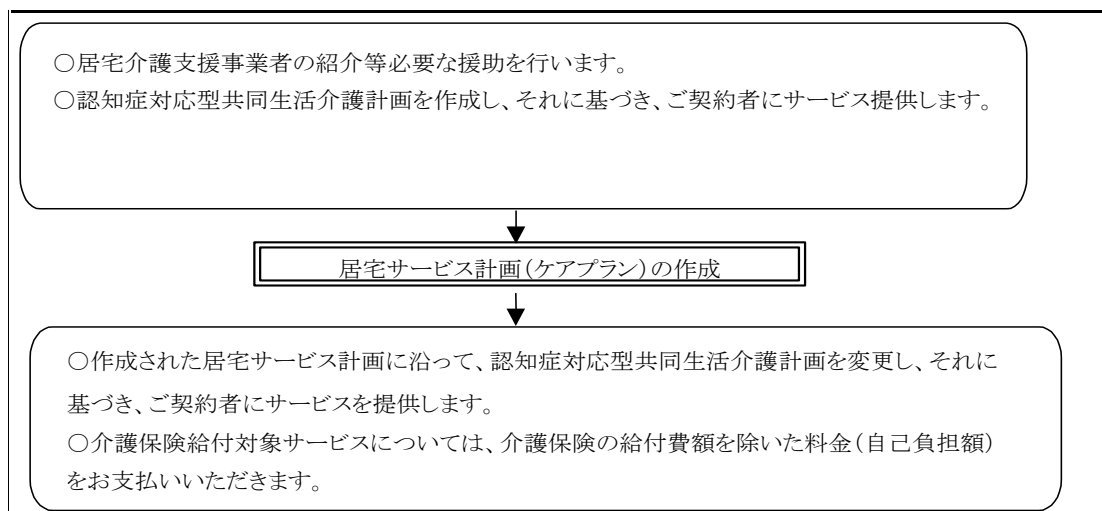 ○居宅介護支援事業者の紹介等必要な援助を行います。
○認知症対応型共同生活介護計画を作成し、それに基づき、ご契約者にサービス提供します。
居宅サービス計画(ケアプラン)の作成
○作成された居宅サービス計画に沿って、認知症対応型共同生活介護計画を変更し、それに
基づき、ご契約者にサービスを提供します。
○介護保険給付対象サービスについては、介護保険の給付費額を除いた料金(自己負担額)
をお支払いいただきます。